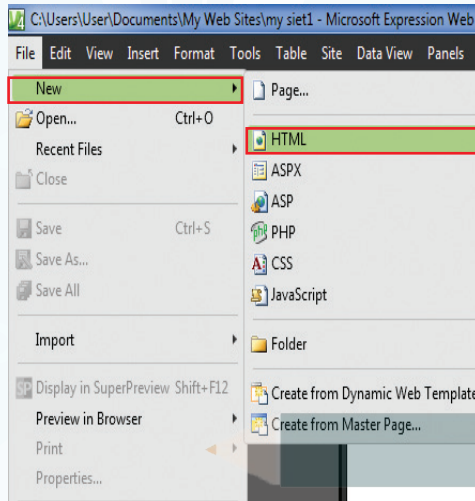 C:\Users\User\Documents\My Web Sites\my siet1 - Microsoft Expression Web
File Edit View Insert Format Tools Table Site Data View Panels
New
Open... Ctrl+O
Recent Files
Close
Save Ctrl+S
Save As...
Save All
Import
SP Display in SuperPreview Shift+F12
Preview in Browser
Print
Properties...
Page...
HTML
ASPX
ASP
php PHP
A CSS
JavaScript
Folder
Create from Dynamic Web Template
Create from Master Page...